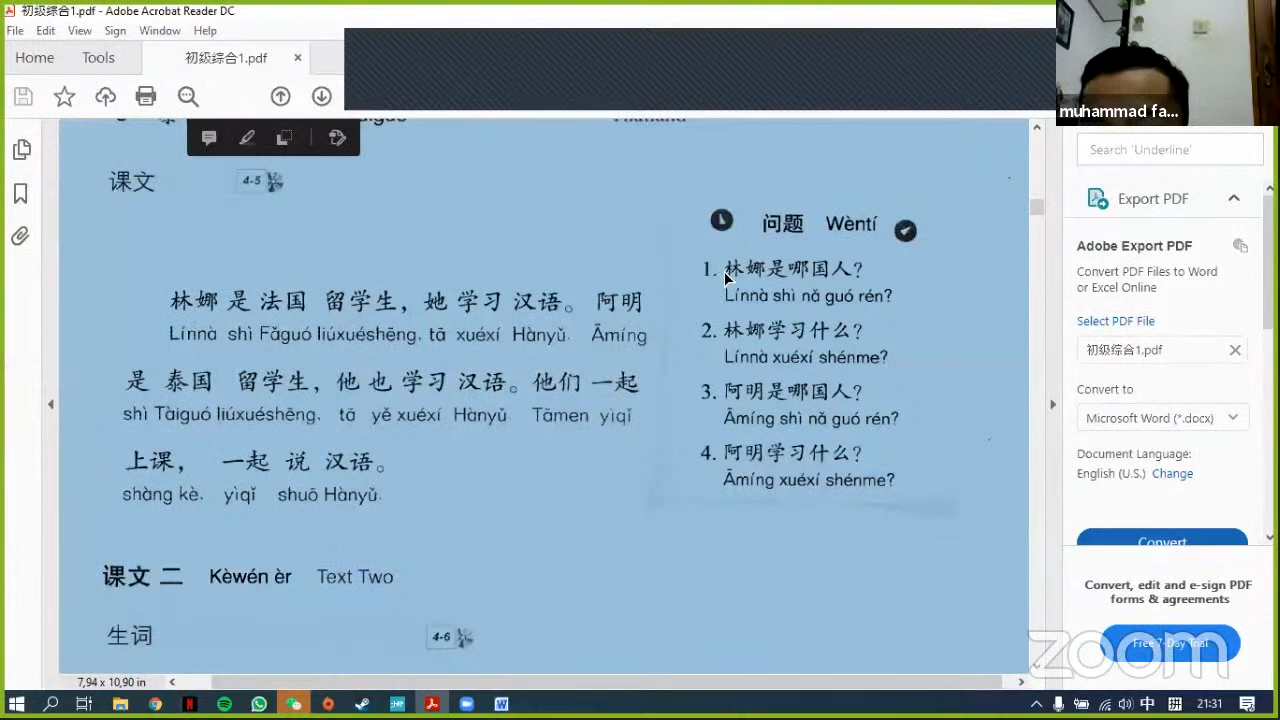 初级综合1.pdf - Adobe Acrobat Reader DC
File Edit View Sign Window Help
Home Tools 初级综合1.pdf ×
muhammad fa...
课文 4-5
问题 Wèntí
1. 林娜是哪国人?
Línnà shì nǎ guó rén?
2. 林娜学习什么?
Línnà xuéxí shénme?
3. 阿明是哪国人?
Āmíng shì nǎ guó rén?
4. 阿明学习什么?
Āmíng xuéxí shénme?
林娜 是 法国 留学生, 她 学习 汉语。 阿明
Línnà shì Fǎguó liúxuéshēng, tā xuéxí Hànyǔ. Āmíng
是 泰国 留学生, 他 也 学习 汉语。 他们 一起
shì Tàiguó liúxuéshēng, tā yě xuéxí Hànyǔ. Tāmen yìqǐ
上课, 一起 说 汉语。
shàng kè, yìqǐ shuō Hànyǔ.
课文 二 Kèwén èr Text Two
生词 4-6
7,94 x 10,90 in
Search 'Underline'
Export PDF
Adobe Export PDF
Convert PDF Files to Word
or Excel Online
Select PDF File
初级综合1.pdf
Convert to
Microsoft Word (*.docx)
Document Language:
English (U.S.) Change
Convert
Convert, edit and e-sign PDF
forms & agreements
Free 7-Day Trial
zoom
中 拼 21:31